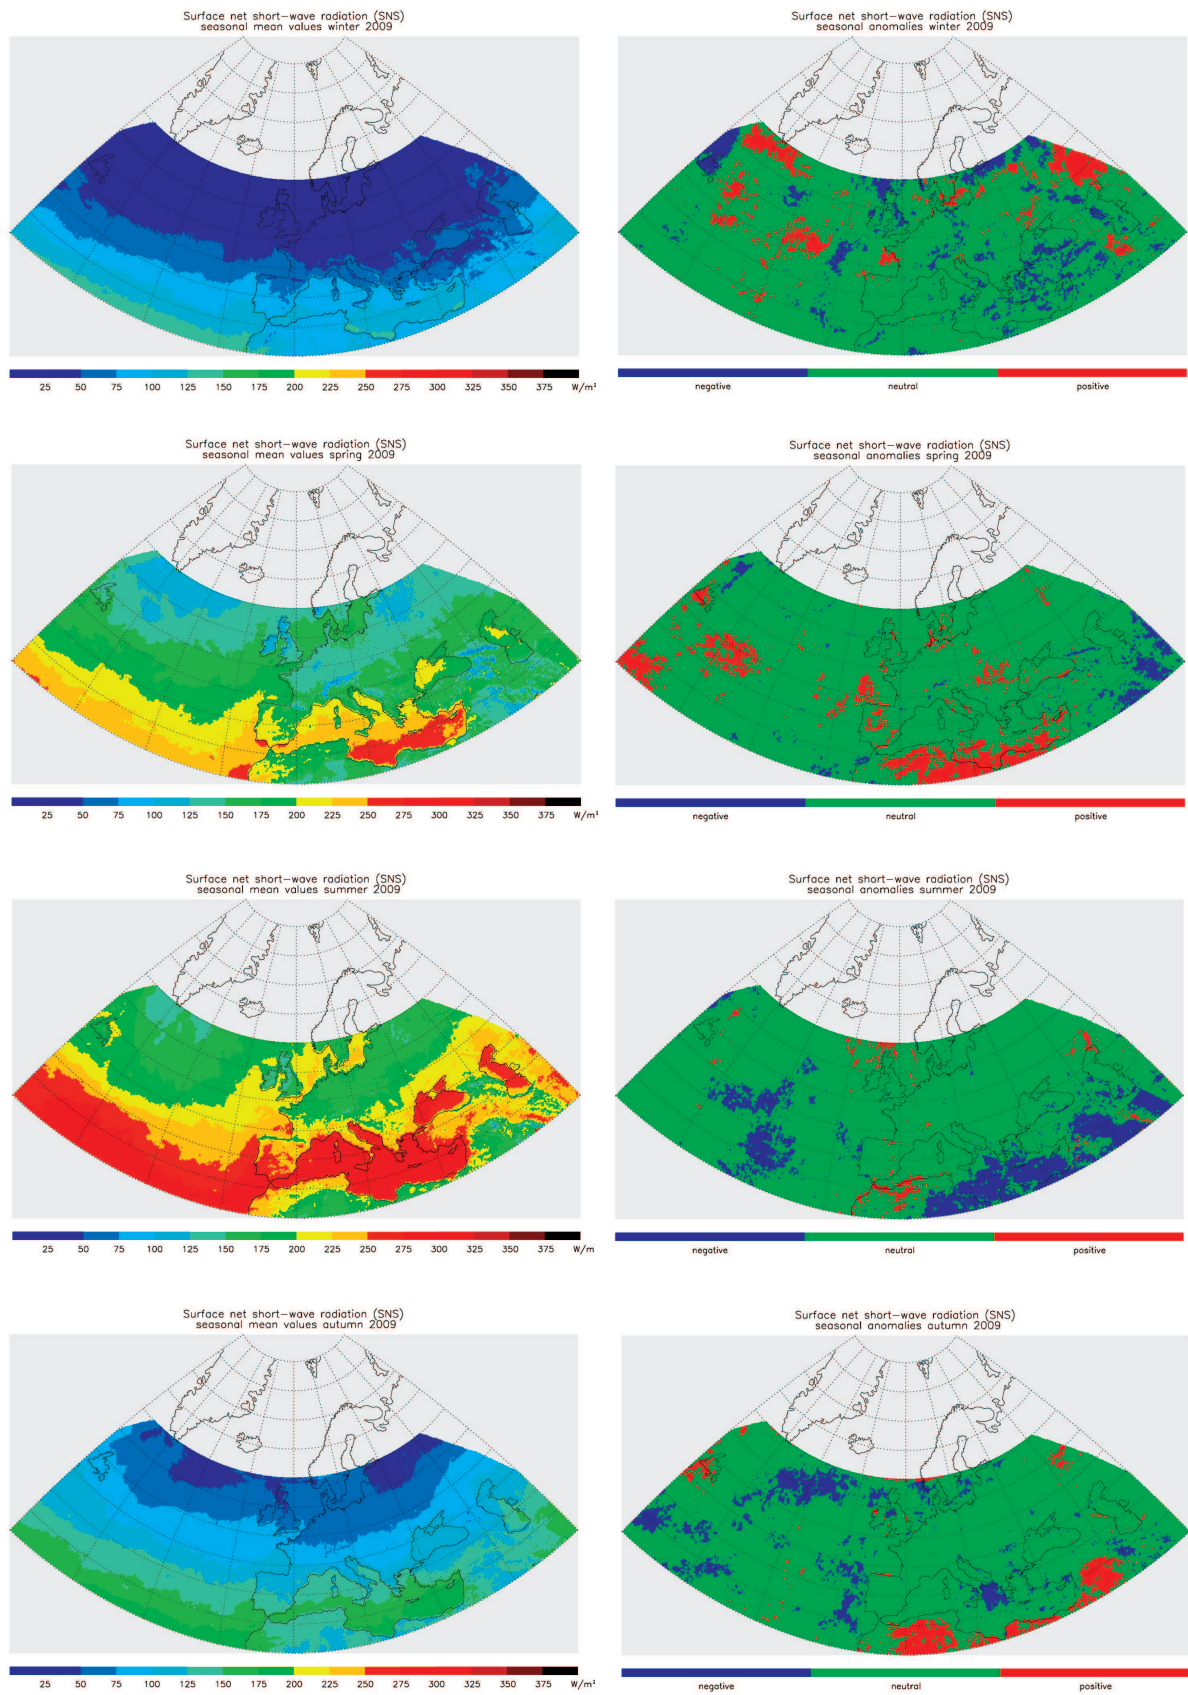 Surface net short-wave radiation (SNS)
seasonal mean values winter 2009
25 50 75 100 125 150 175 200 225 250 275 300 325 350 375 W/m²
Surface net short-wave radiation (SNS)
seasonal anomalies winter 2009
negative neutral positive
Surface net short-wave radiation (SNS)
seasonal mean values spring 2009
25 50 75 100 125 150 175 200 225 250 275 300 325 350 375 W/m²
Surface net short-wave radiation (SNS)
seasonal anomalies spring 2009
negative neutral positive
Surface net short-wave radiation (SNS)
seasonal mean values summer 2009
25 50 75 100 125 150 175 200 225 250 275 300 325 350 375 W/m
Surface net short-wave radiation (SNS)
seasonal anomalies summer 2009
negative neutral positive
Surface net short-wave radiation (SNS)
seasonal mean values autumn 2009
25 50 75 100 125 150 175 200 225 250 275 300 325 350 375 W/m²
Surface net short-wave radiation (SNS)
seasonal anomalies autumn 2009
negative neutral positive